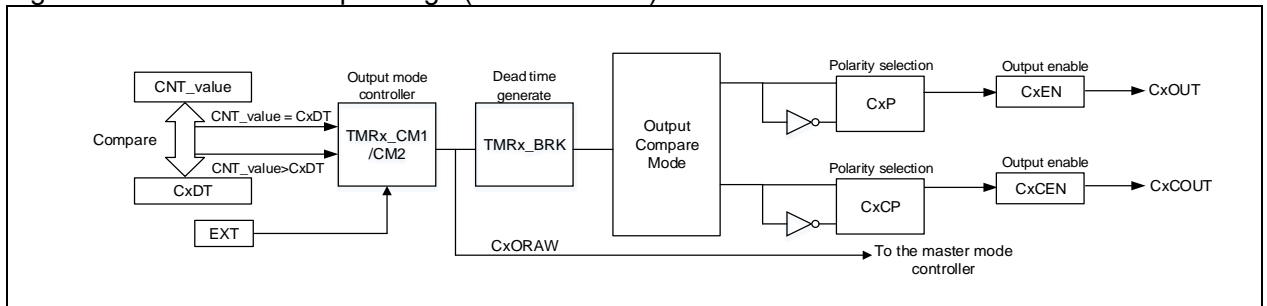 CNT_value
Compare
CxDT
CNT_value = CxDT
CNT_value>CxDT
EXT
Output mode
controller
TMRx_CM1
/CM2
Dead time
generate
TMRx_BRK
CxORAW
Output
Compare
Mode
Polarity selection
CxP
Output enable
CxEN
CxOUT
Polarity selection
CxCP
Output enable
CxCEN
CxCOUT
To the master mode
controller